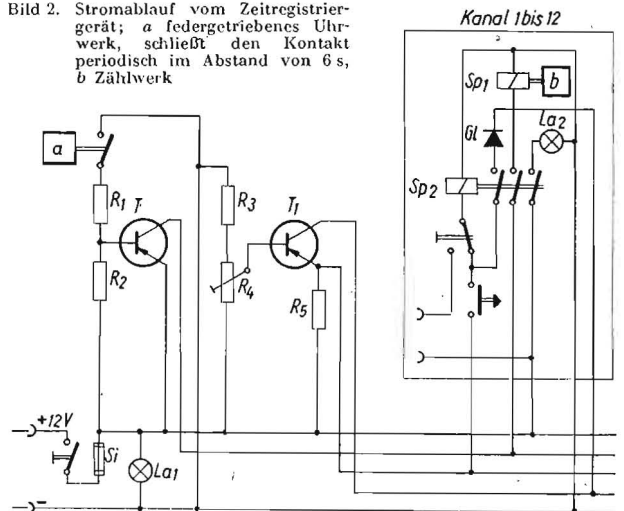 Bild 2. Stromablauf vom Zeitregistrier-
gerät; a federgetriebenes Uhr-
werk, schließt den Kontakt
periodisch im Abstand von 6 s,
b Zählwerk
Kanal 1 bis 12
Sp1
b
La2
Gl
a
Sp2
R1
T
R3
T1
R2
R4
R5
+12V
Si
La1
-